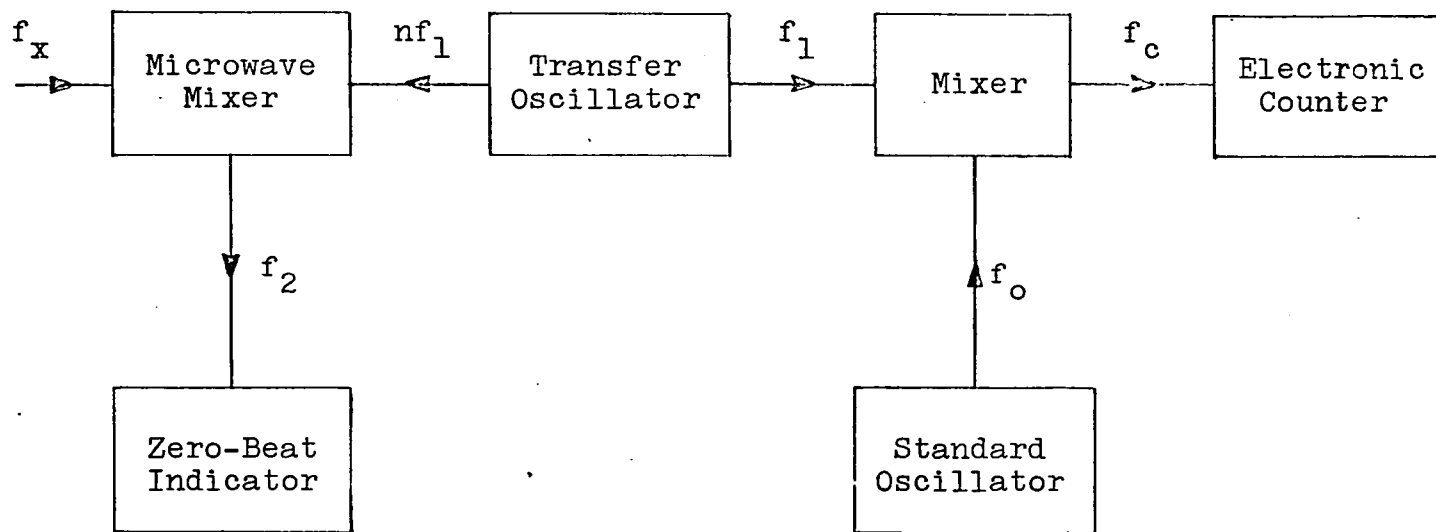 f_x
Microwave
Mixer
nf_1
Transfer
Oscillator
f_1
Mixer
f_c
Electronic
Counter
f_2
f_o
Zero-Beat
Indicator
Standard
Oscillator